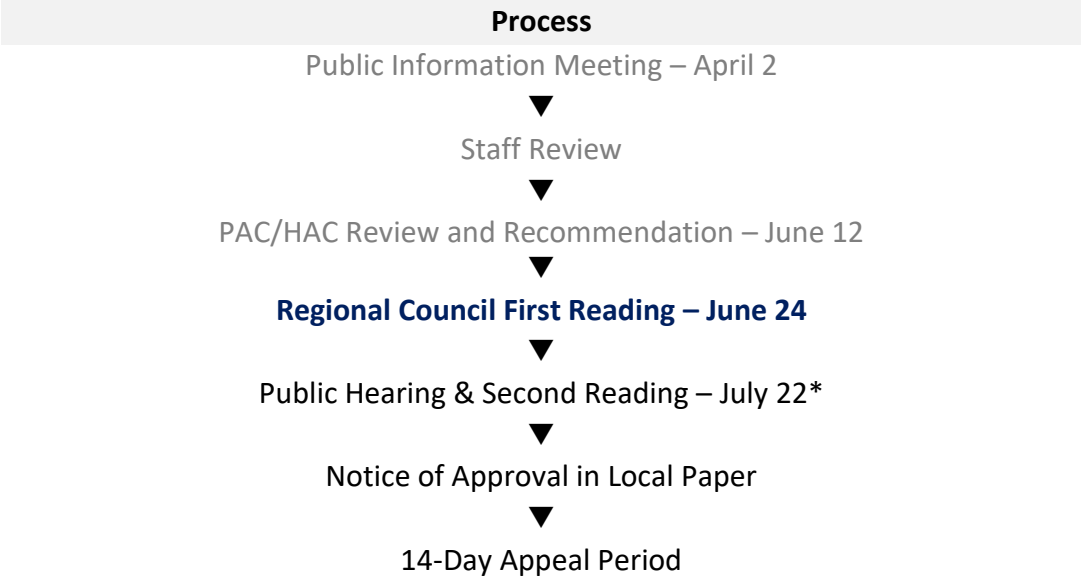 Process
Public Information Meeting – April 2
Staff Review
PAC/HAC Review and Recommendation – June 12
Regional Council First Reading – June 24
Public Hearing & Second Reading – July 22*
Notice of Approval in Local Paper
14-Day Appeal Period